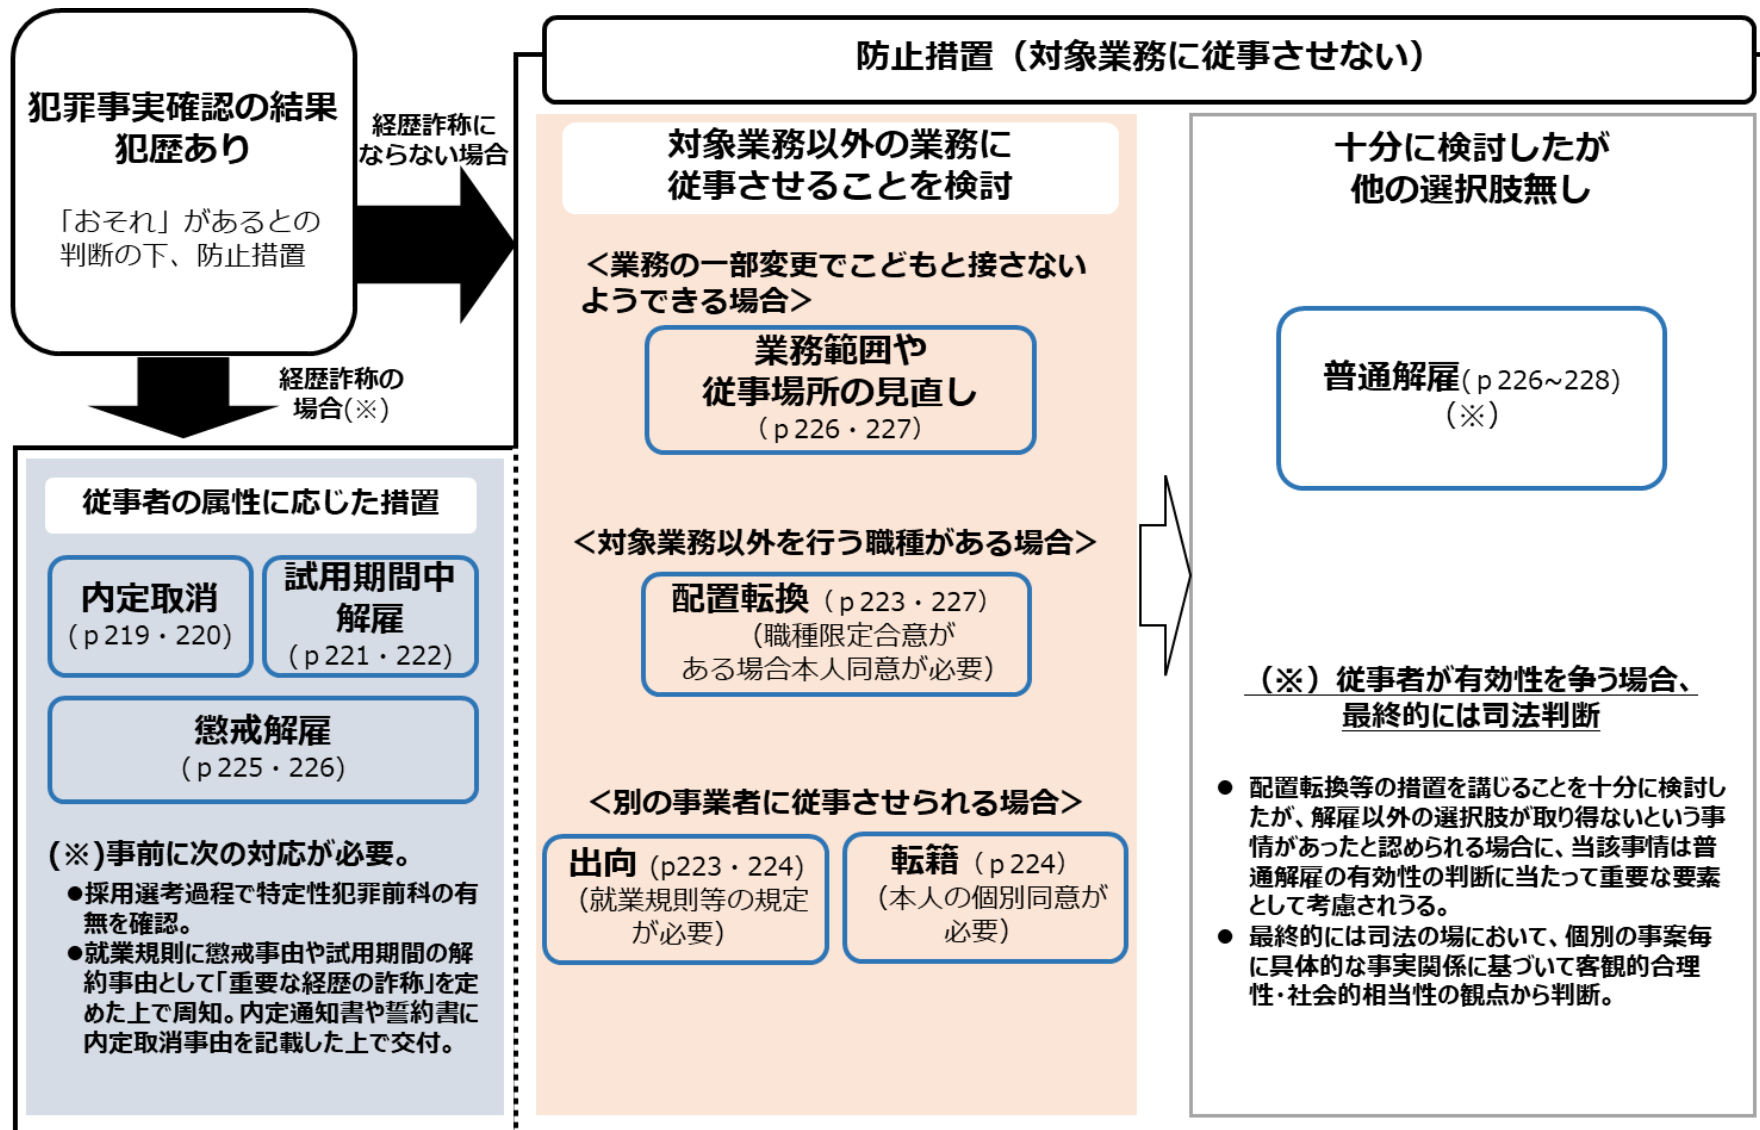 防止措置（対象業務に従事させない）
犯罪事実確認の結果
犯歴あり
「おそれ」があるとの
判断の下、防止措置
経歴詐称に
ならない場合
経歴詐称の
場合(※)
従事者の属性に応じた措置
内定取消
(ｐ219・220)
試用期間中
解雇
(ｐ221・222)
懲戒解雇
(ｐ225・226)
(※)事前に次の対応が必要。
●採用選考過程で特定性犯罪前科の有
無を確認。
●就業規則に懲戒事由や試用期間の解
約事由として「重要な経歴の詐称」を定
めた上で周知。内定通知書や誓約書に
内定取消事由を記載した上で交付。
対象業務以外の業務に
従事させることを検討
＜業務の一部変更でこどもと接さない
ようできる場合＞
業務範囲や
従事場所の見直し
（ｐ226・227）
＜対象業務以外を行う職種がある場合＞
配置転換（ｐ223・227）
（職種限定合意が
ある場合本人同意が必要）
＜別の事業者に従事させられる場合＞
出向 (p223・224)
（就業規則等の規定
が必要）
転籍（ｐ224）
（本人の個別同意が
必要）
十分に検討したが
他の選択肢無し
普通解雇(ｐ226~228)
（※）
（※）従事者が有効性を争う場合、
最終的には司法判断
● 配置転換等の措置を講じることを十分に検討し
たが、解雇以外の選択肢が取り得ないという事
情があったと認められる場合に、当該事情は普
通解雇の有効性の判断に当たって重要な要素
として考慮されうる。
● 最終的には司法の場において、個別の事案毎
に具体的な事実関係に基づいて客観的合理
性・社会的相当性の観点から判断。